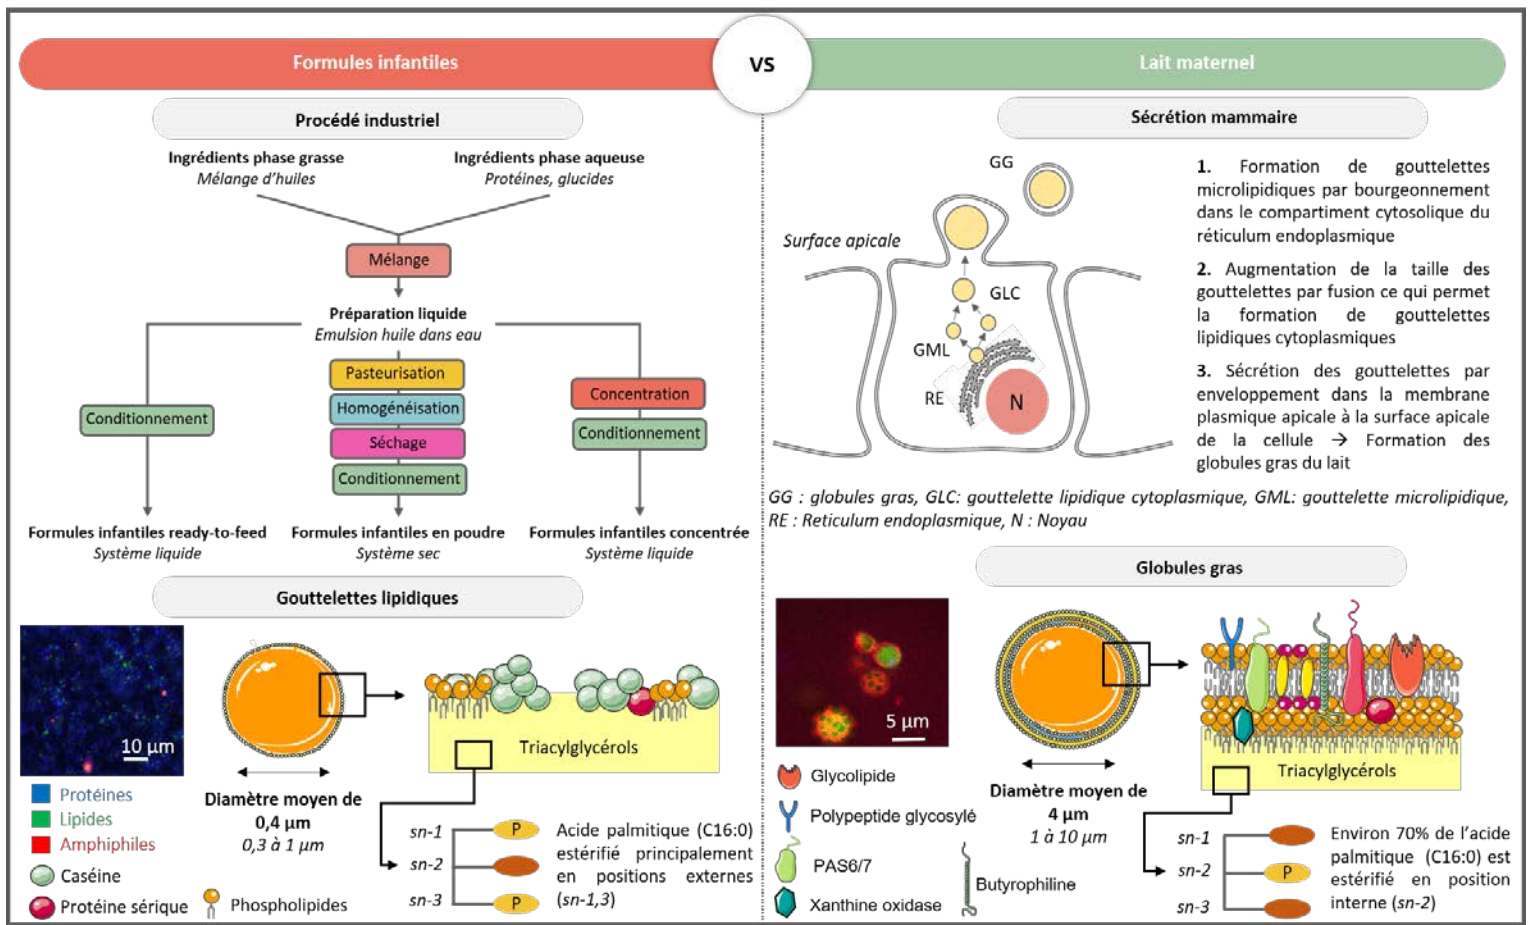 Formules infantiles
VS
Lait maternel
Procédé industriel
Ingrédients phase grasse
Mélange d’huiles
Ingrédients phase aqueuse
Protéines, glucides
Mélange
Préparation liquide
Emulsion huile dans eau
Pasteurisation
Homogénéisation
Séchage
Conditionnement
Conditionnement
Concentration
Conditionnement
Formules infantiles ready-to-feed
Système liquide
Formules infantiles en poudre
Système sec
Formules infantiles concentrée
Système liquide
Gouttelettes lipidiques
10 µm
Protéines
Lipides
Amphiphiles
Caséine
Protéine sérique
Phospholipides
Diamètre moyen de
0,4 µm
0,3 à 1 µm
Triacylglycérols
sn-1
P
sn-2
sn-3
P
Acide palmitique (C16:0)
estérifié principalement
en positions externes
(sn-1,3)
Sécrétion mammaire
GG
Surface apicale
GLC
GML
RE
N
1. Formation de gouttelettes
microlipidiques par bourgeonnement
dans le compartiment cytosolique du
réticulum endoplasmique
2. Augmentation de la taille des
gouttelettes par fusion ce qui permet
la formation de gouttelettes
lipidiques cytoplasmiques
3. Sécrétion des gouttelettes par
enveloppement dans la membrane
plasmique apicale à la surface apicale
de la cellule → Formation des
globules gras du lait
GG : globules gras, GLC: gouttelette lipidique cytoplasmique, GML: gouttelette microlipidique,
RE : Reticulum endoplasmique, N : Noyau
Globules gras
5 µm
Glycolipide
Polypeptide glycosylé
PAS6/7
Xanthine oxidase
Butyrophiline
Diamètre moyen de
4 µm
1 à 10 µm
Triacylglycérols
sn-1
sn-2
P
sn-3
Environ 70% de l’acide
palmitique (C16:0) est
estérifié en position
interne (sn-2)